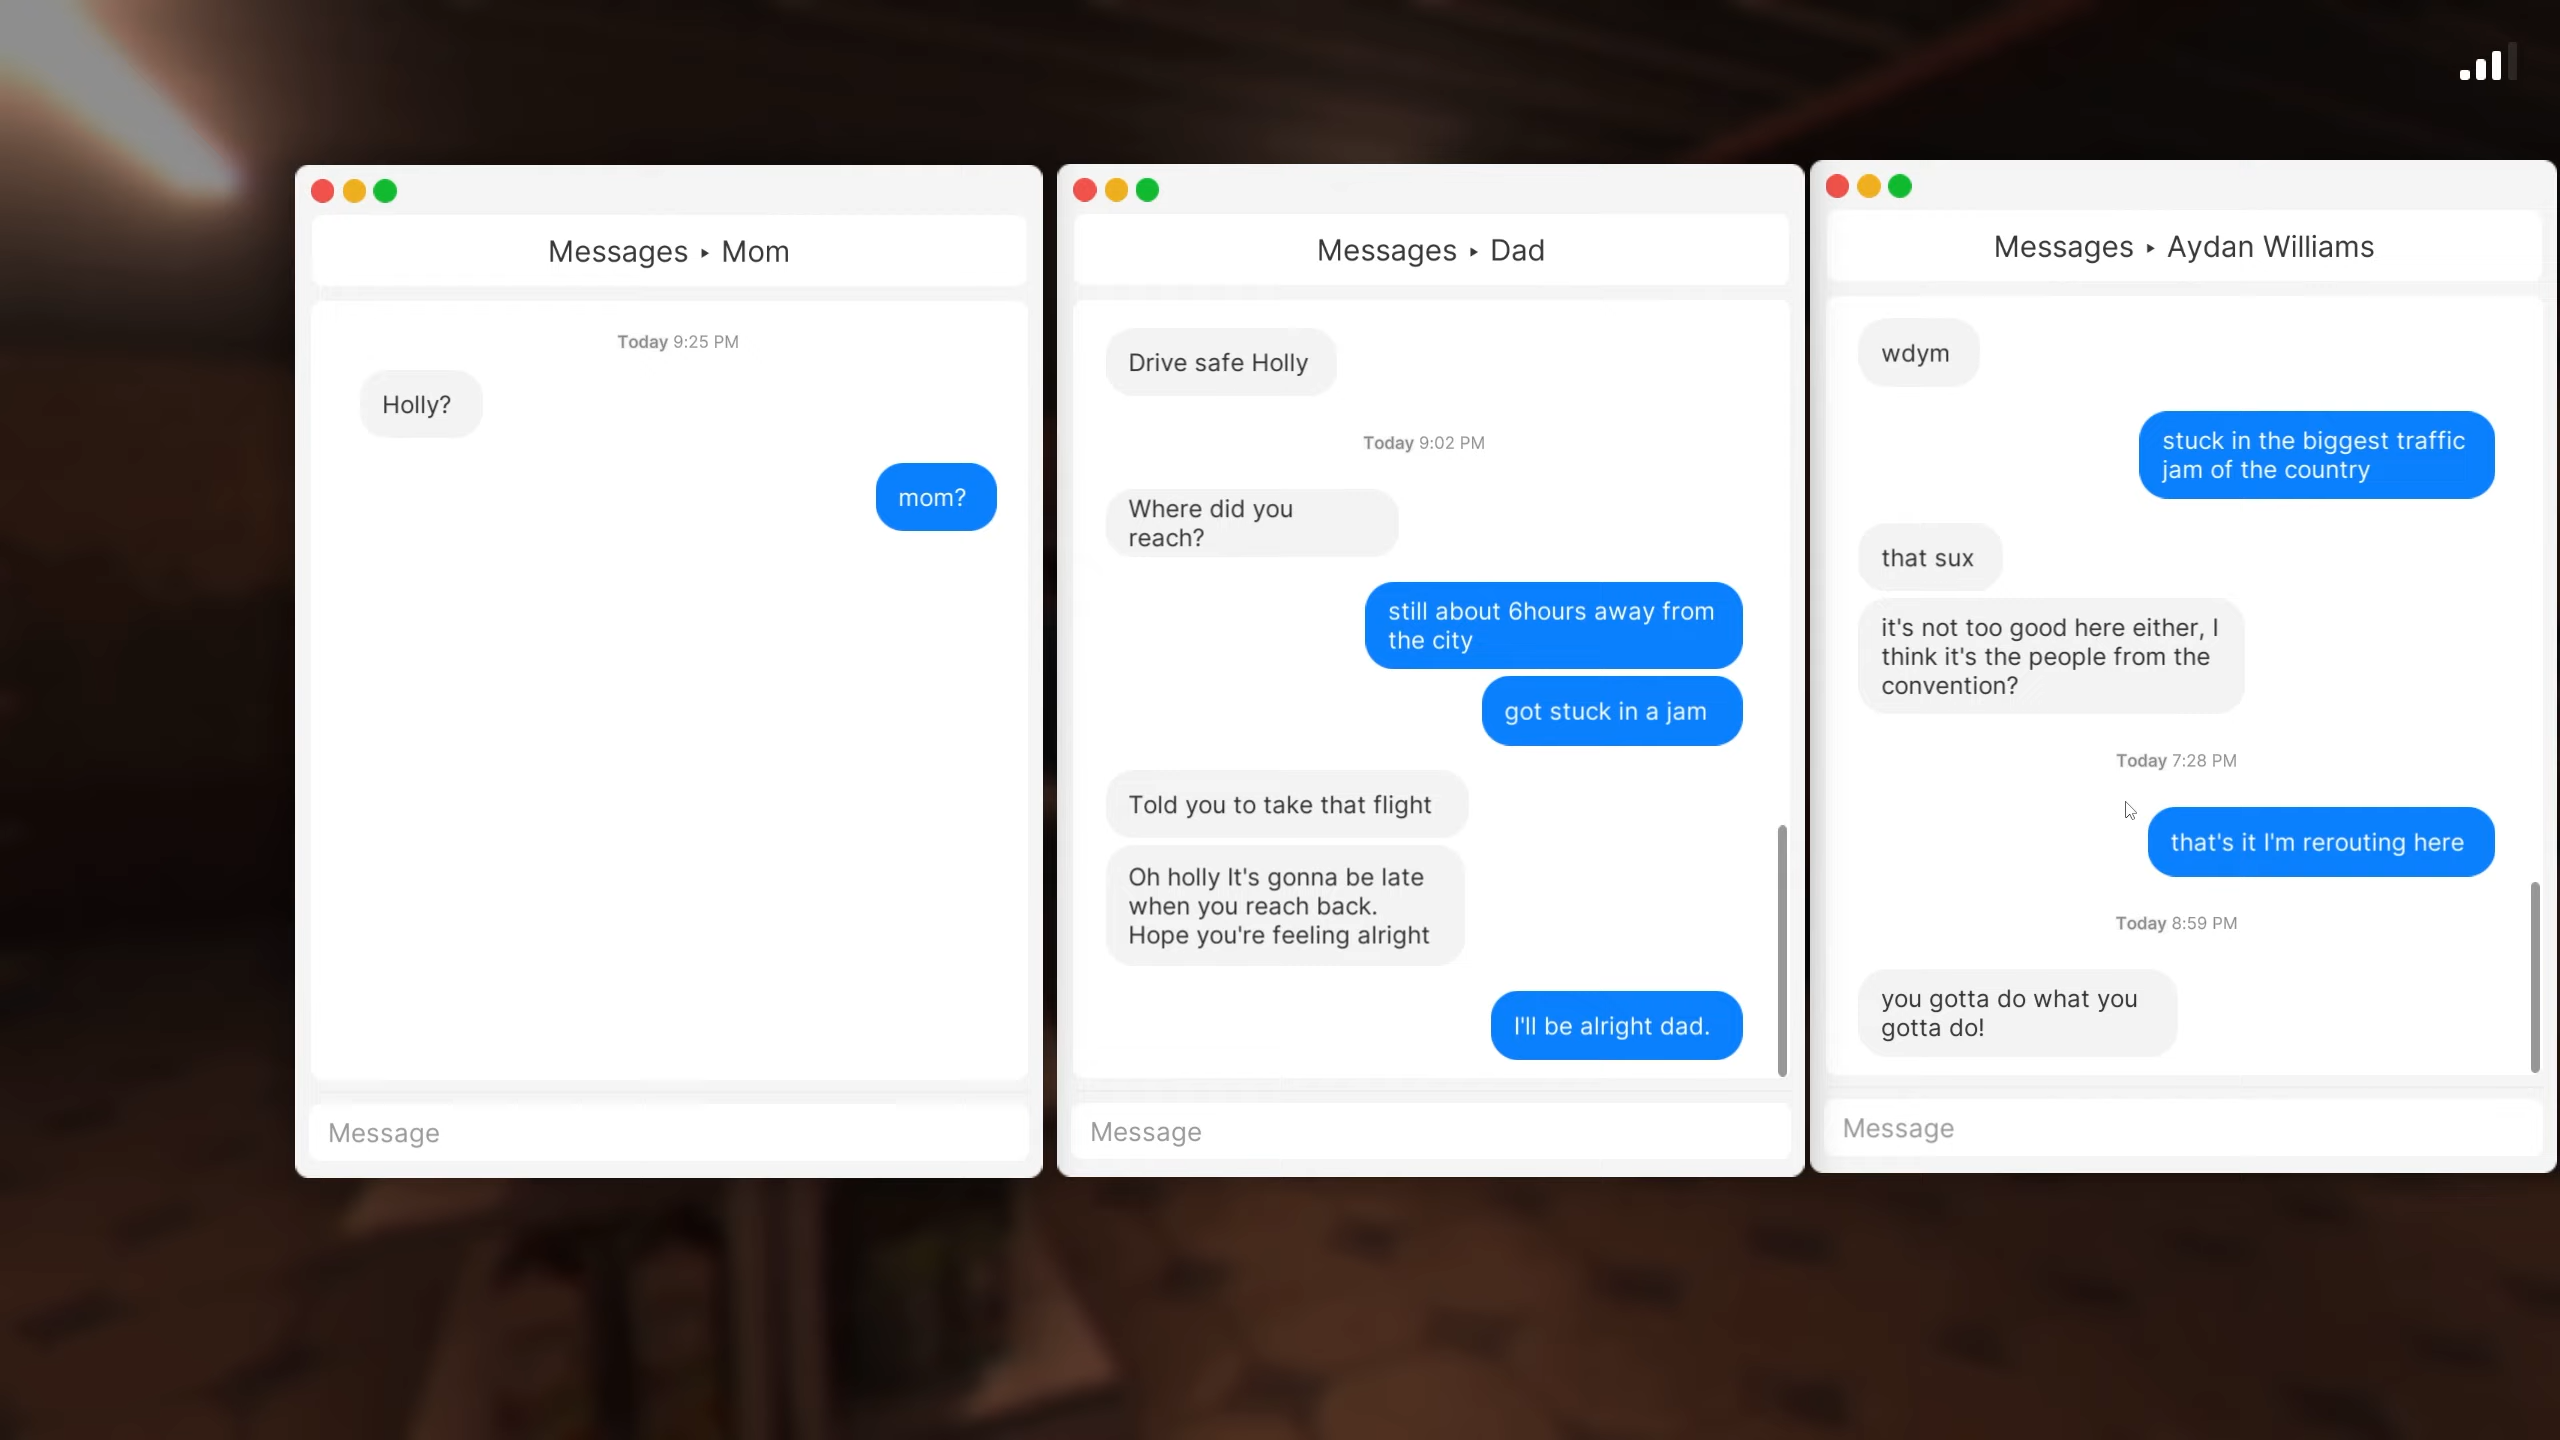 Messages ‣ Mom
Today 9:25 PM
Holly?
mom?
Message
Messages ‣ Dad
Drive safe Holly
Today 9:02 PM
Where did you
reach?
still about 6hours away from
the city
got stuck in a jam
Told you to take that flight
Oh holly It's gonna be late
when you reach back.
Hope you're feeling alright
I'll be alright dad.
Message
Messages ‣ Aydan Williams
wdym
stuck in the biggest traffic
jam of the country
that sux
it's not too good here either, I
think it's the people from the
convention?
Today 7:28 PM
that's it I'm rerouting here
Today 8:59 PM
you gotta do what you
gotta do!
Message